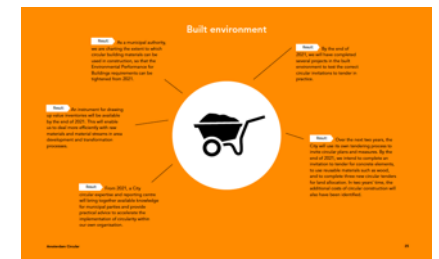 Built environment
Result As a municipal authority,
we are charting the extent to which
circular building materials can be
used in construction, so that the
Environmental Performance for
Buildings requirements can be
tightened from 2021.
Result By the end of
2021, we will have completed
several projects in the built
environment to test the correct
circular invitations to tender in
practice.
Result An instrument for drawing
up value inventories will be available
by the end of 2021. This will enable
us to deal more efficiently with raw
materials and material streams in area
development and transformation
processes.
Result Over the next two years, the
City will use its own tendering process to
invite circular plans and measures. By the
end of 2021, we intend to complete an
invitation to tender for concrete elements,
to use reusable materials such as wood,
and to complete three new circular tenders
for land allocation. In two years' time, the
additional costs of circular construction will
also have been identified.
Result From 2021, a City
circular expertise and reporting centre
will bring together available knowledge
for municipal parties and provide
practical advice to accelerate the
implementation of circularity within
our own organisation.
Amsterdam Circular